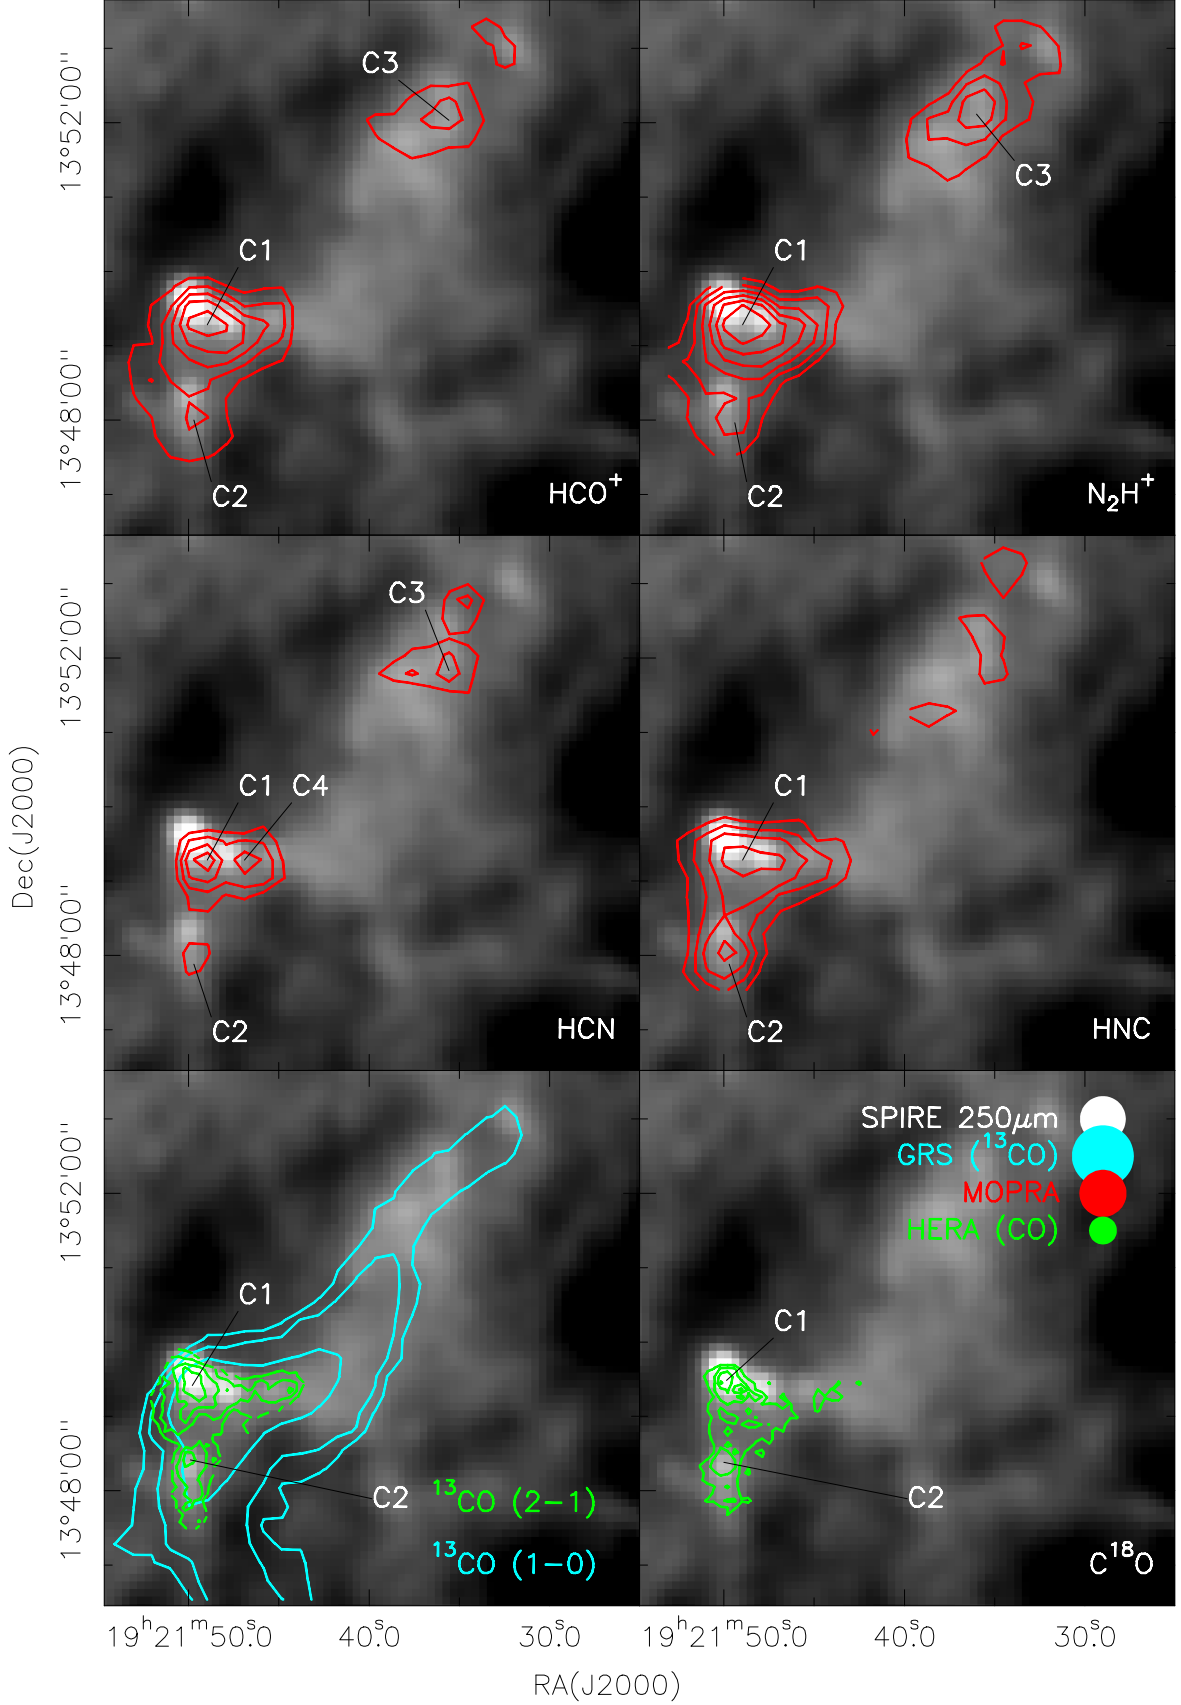 C3
C1
C2
HCO⁺
C3
C1
C2
N₂H⁺
C3
C1 C4
C2
HCN
C1
C2
HNC
C1
C2
¹³CO (2−1)
¹³CO (1−0)
SPIRE 250μm
GRS (¹³CO)
MOPRA
HERA (CO)
C1
C2
C¹⁸O
13°52'00''
13°48'00''
13°52'00''
13°48'00''
13°52'00''
13°48'00''
Dec(J2000)
19ʰ21ᵐ50ˢ.0 40ˢ.0 30ˢ.0 19ʰ21ᵐ50ˢ.0 40ˢ.0 30ˢ.0
RA(J2000)